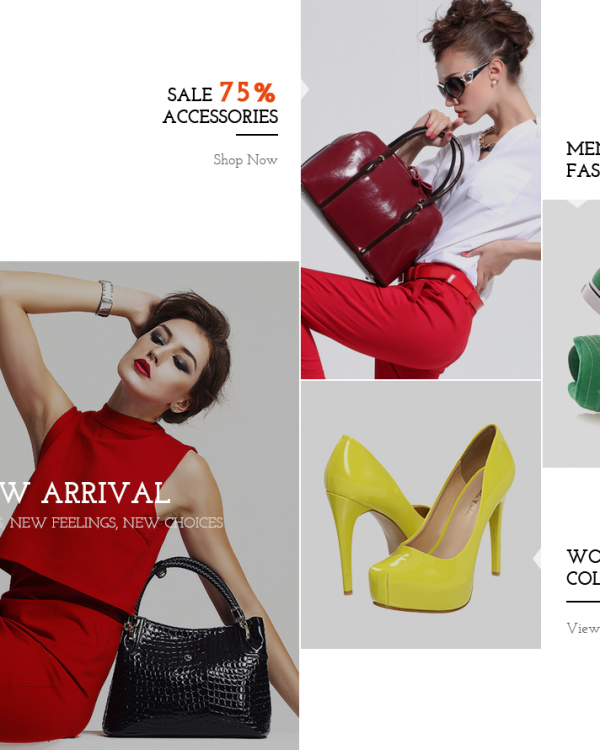 SALE 75%
ACCESSORIES
Shop Now
W ARRIVAL
NEW FEELINGS, NEW CHOICES
MEN
FAS
WO
COL
View